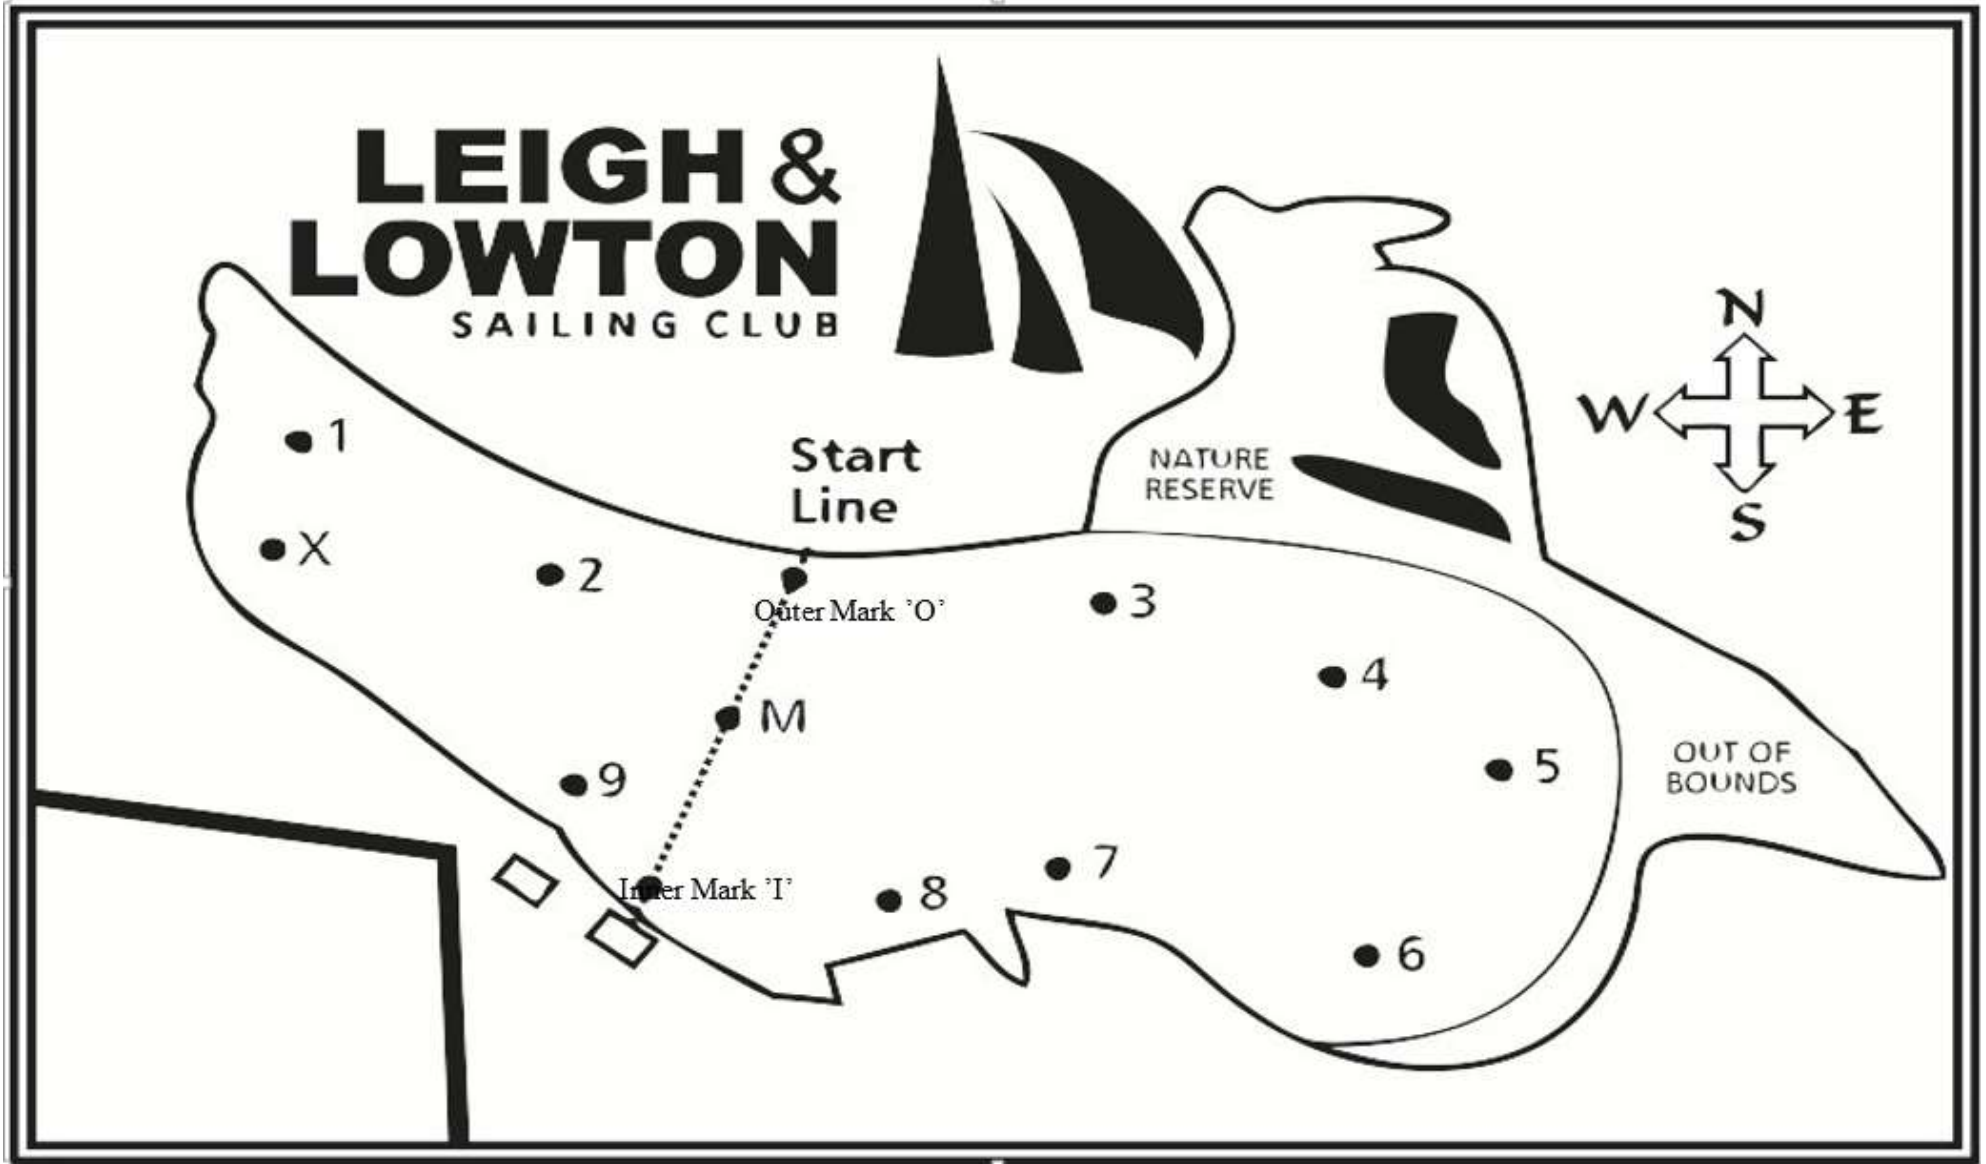 LEIGH &
LOWTON
SAILING CLUB
N
W
E
S
Start
Line
NATURE
RESERVE
1
X
2
Outer Mark 'O'
3
4
M
5
OUT OF
BOUNDS
9
Inner Mark 'I'
8
7
6